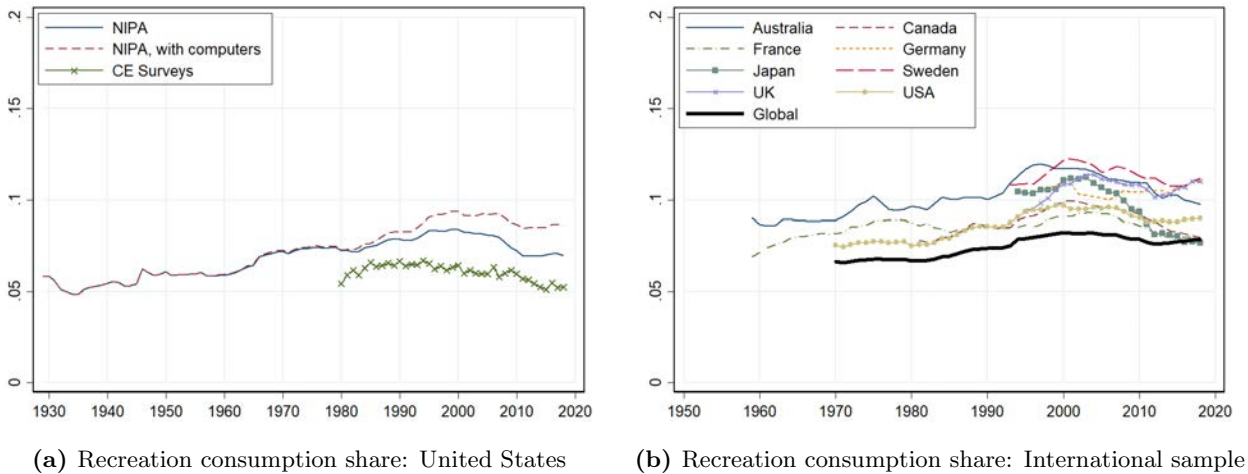 .2
.15
.1
.05
0
NIPA
NIPA, with computers
CE Surveys
1930 1940 1950 1960 1970 1980 1990 2000 2010 2020
(a) Recreation consumption share: United States
.2
.15
.1
.05
0
Australia Canada
France Germany
Japan Sweden
UK USA
Global
1950 1960 1970 1980 1990 2000 2010 2020
(b) Recreation consumption share: International sample